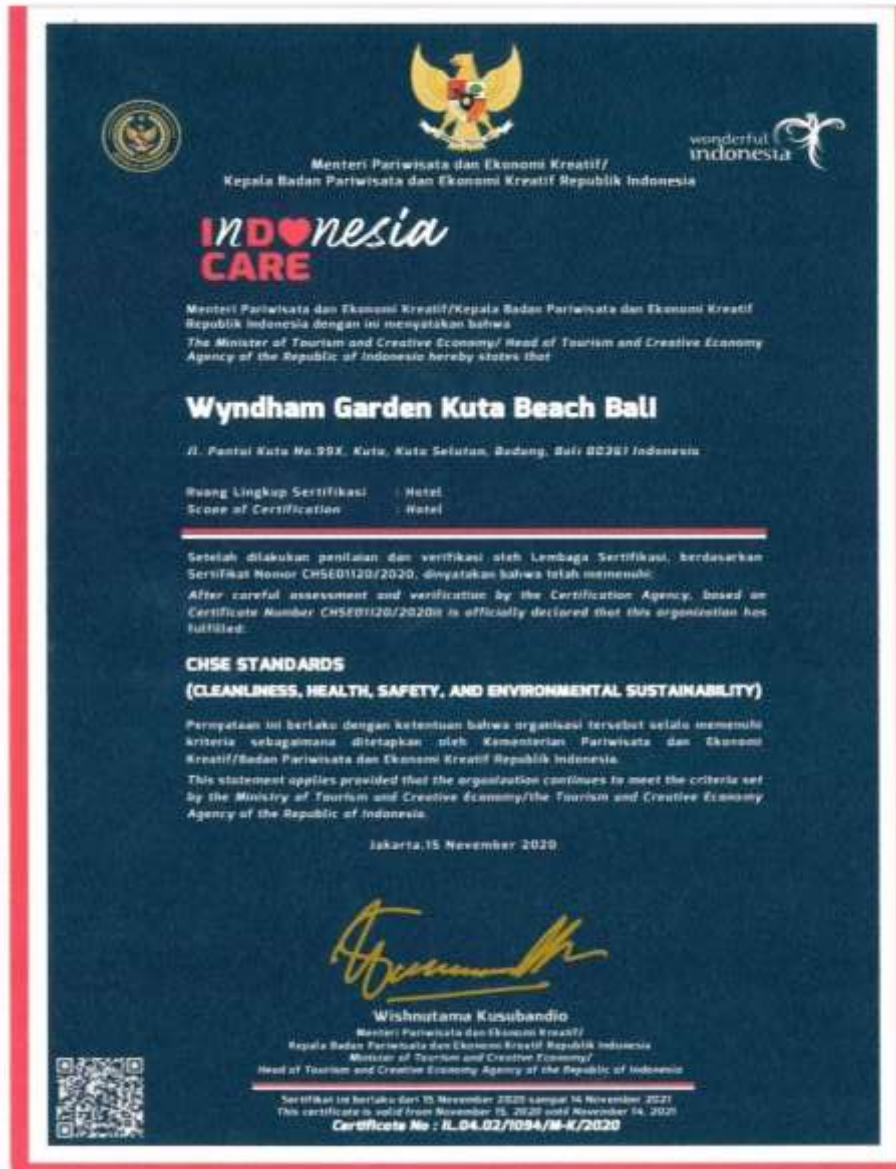 wonderful
indonesia
Menteri Pariwisata dan Ekonomi Kreatif/
Kepala Badan Pariwisata dan Ekonomi Kreatif Republik Indonesia
INDONESIA
CARE
Menteri Pariwisata dan Ekonomi Kreatif/Kepala Badan Pariwisata dan Ekonomi Kreatif
Republik Indonesia dengan ini menyatakan bahwa
The Minister of Tourism and Creative Economy/ Head of Tourism and Creative Economy
Agency of the Republic of Indonesia hereby states that
Wyndham Garden Kuta Beach Bali
Jl. Pantai Kuta No.99X, Kuta, Kuta Selatan, Badung, Bali 80361 Indonesia
Ruang Lingkup Sertifikasi : Hotel
Scope of Certification : Hotel
Setelah dilakukan penilaian dan verifikasi oleh Lembaga Sertifikasi, berdasarkan
Sertifikat Nomor CHSE01120/2020, dinyatakan bahwa telah memenuhi:
After careful assessment and verification by the Certification Agency, based on
Certificate Number CHSE01120/2020it is officially declared that this organization has
fulfilled:
CHSE STANDARDS
(CLEANLINESS, HEALTH, SAFETY, AND ENVIRONMENTAL SUSTAINABILITY)
Pernyataan ini berlaku dengan ketentuan bahwa organisasi tersebut selalu memenuhi
kriteria sebagaimana ditetapkan oleh Kementerian Pariwisata dan Ekonomi
Kreatif/Badan Pariwisata dan Ekonomi Kreatif Republik Indonesia.
This statement applies provided that the organization continues to meet the criteria set
by the Ministry of Tourism and Creative Economy/the Tourism and Creative Economy
Agency of the Republic of Indonesia.
Jakarta,15 November 2020
Wishnutama Kusubandio
Menteri Pariwisata dan Ekonomi Kreatif/
Kepala Badan Pariwisata dan Ekonomi Kreatif Republik Indonesia
Minister of Tourism and Creative Economy/
Head of Tourism and Creative Economy Agency of the Republic of Indonesia
Sertifikat ini berlaku dari 15 November 2020 sampai 14 November 2021
This certificate is valid from November 15, 2020 until November 14, 2021
Certificate No : IL.04.02/1094/M-K/2020